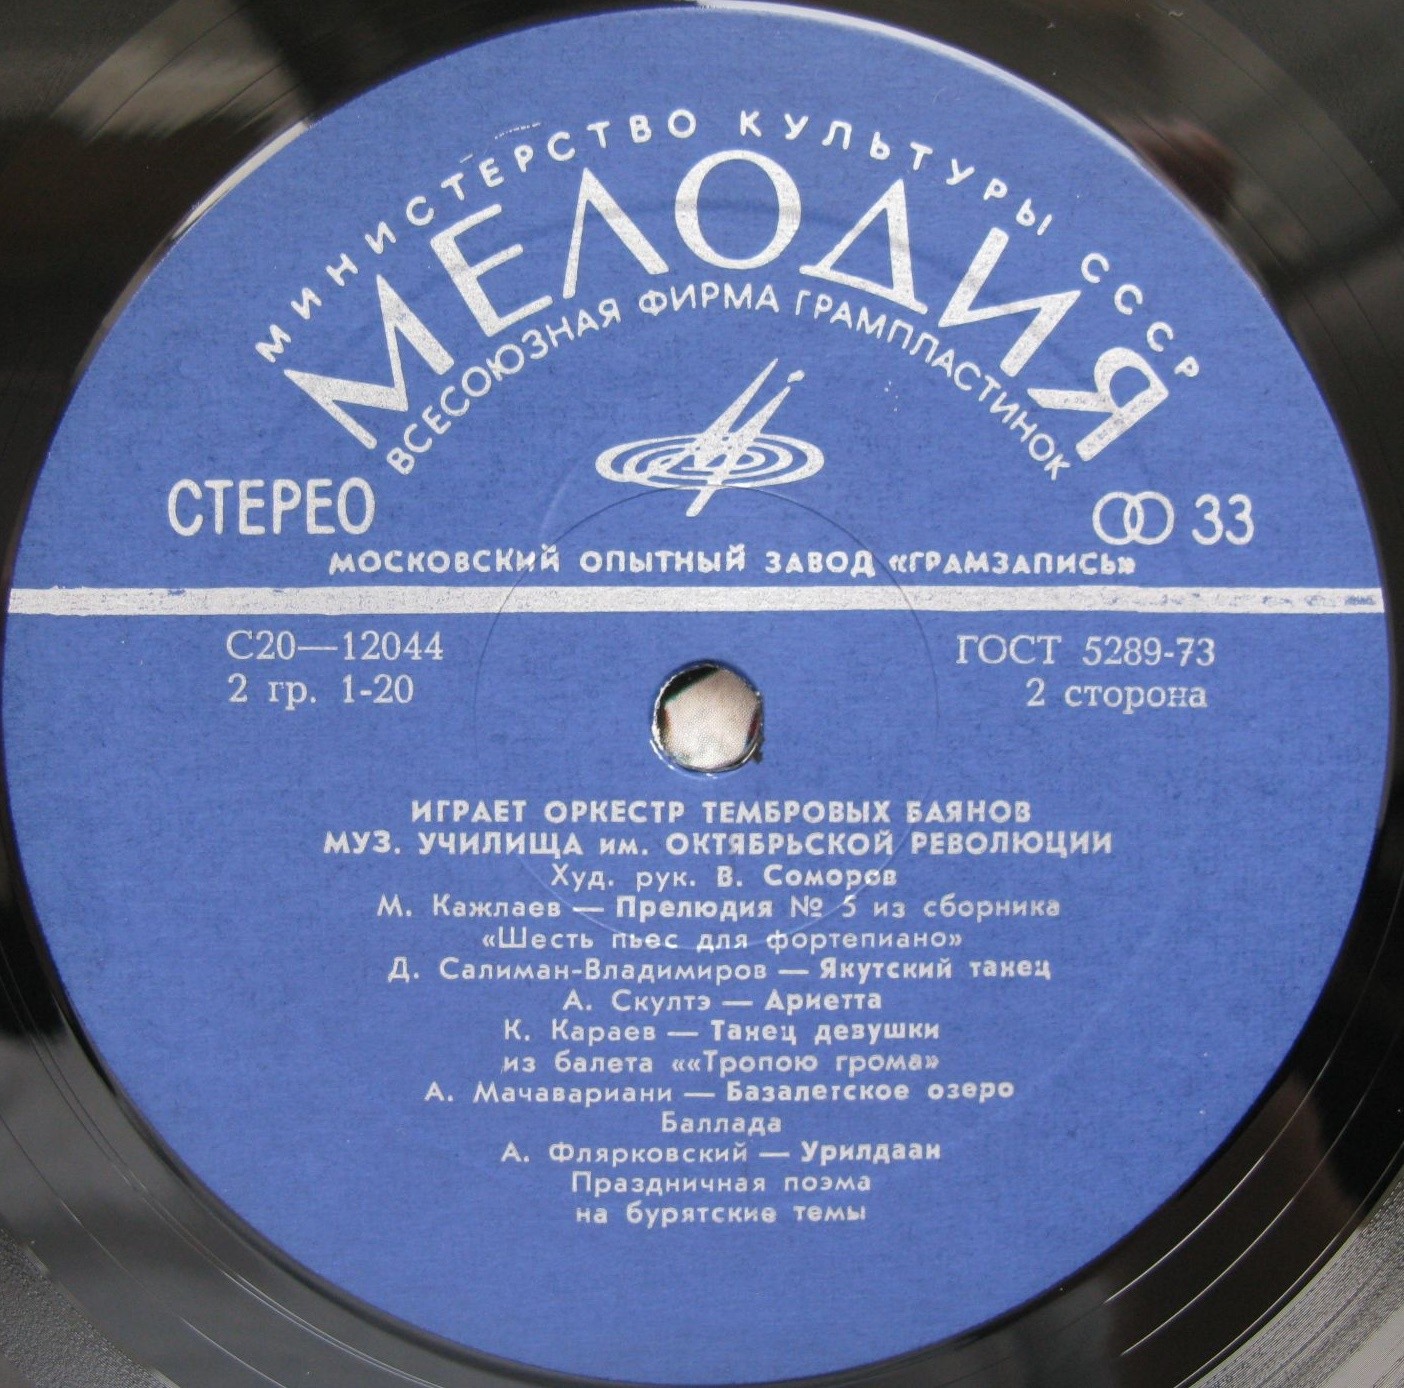 МИНИСТЕРСТВО КУЛЬТУРЫ СССР
МЕЛОДИЯ
ВСЕСОЮЗНАЯ ФИРМА ГРАМПЛАСТИНОК
СТЕРЕО
33
МОСКОВСКИЙ ОПЫТНЫЙ ЗАВОД «ГРАМЗАПИСЬ»
С20—12044
ГОСТ 5289-73
2 гр. 1-20
2 сторона
ИГРАЕТ ОРКЕСТР ТЕМБРОВЫХ БАЯНОВ
МУЗ. УЧИЛИЩА им. ОКТЯБРЬСКОЙ РЕВОЛЮЦИИ
Худ. рук. В. Соморов
М. Кажлаев — Прелюдия № 5 из сборника
«Шесть пьес для фортепиано»
Д. Салиман-Владимиров — Якутский танец
А. Скултэ — Ариетта
К. Караев — Танец девушки
из балета ««Тропою грома»
А. Мачавариани — Базалетское озеро
Баллада
А. Флярковский — Урилдаан
Праздничная поэма
на бурятские темы